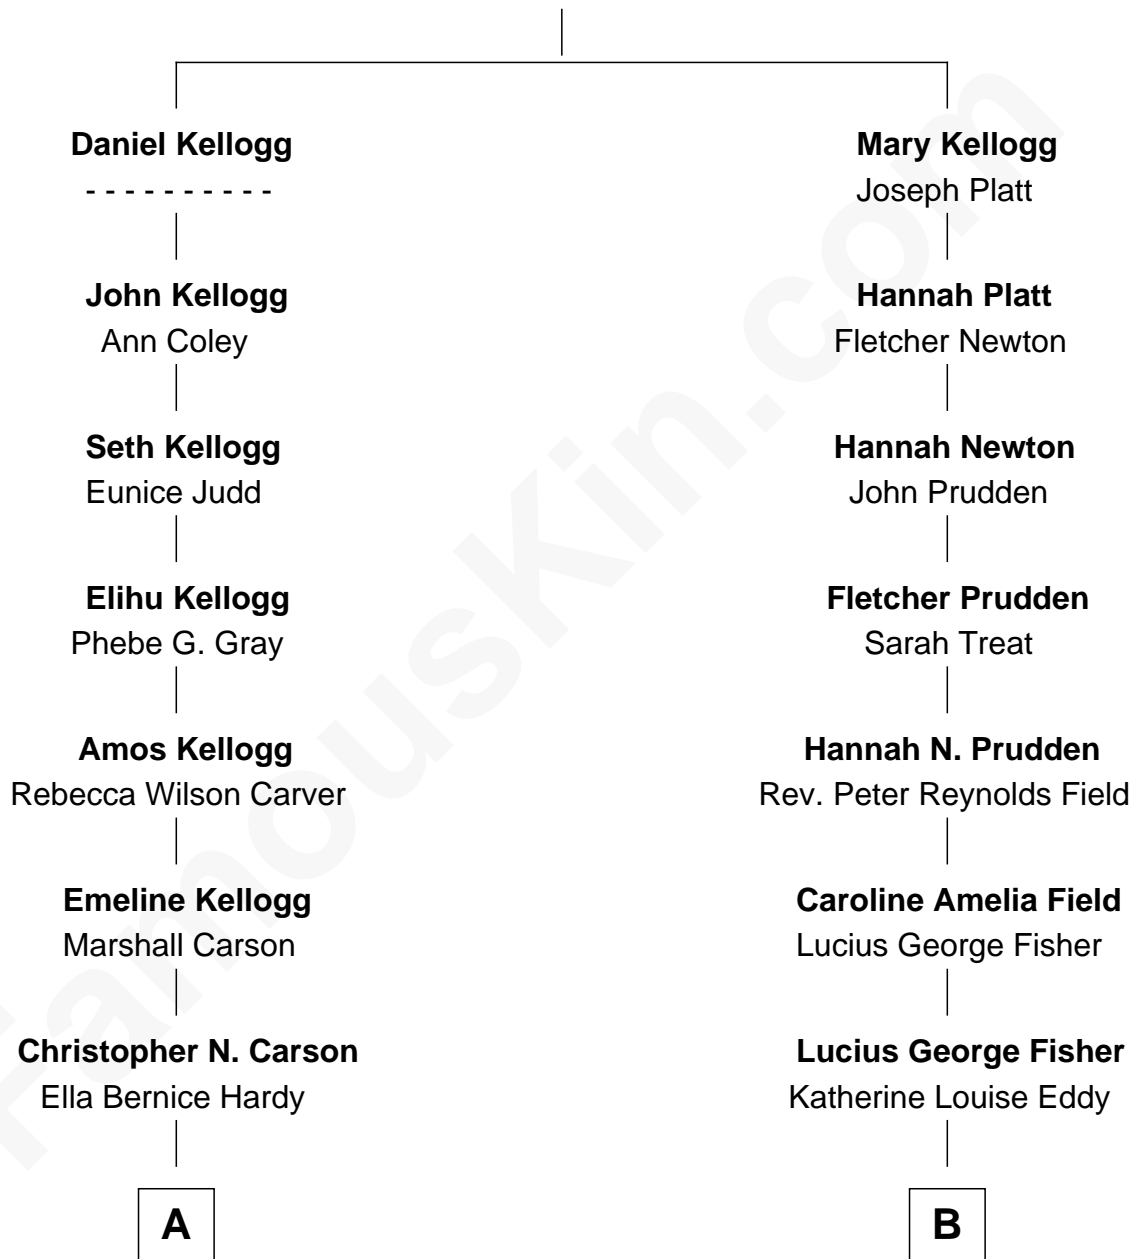 Daniel Kellogg
- - - - - - - - - -
Mary Kellogg
Joseph Platt
John Kellogg
Ann Coley
Hannah Platt
Fletcher Newton
Seth Kellogg
Eunice Judd
Hannah Newton
John Prudden
Elihu Kellogg
Phebe G. Gray
Fletcher Prudden
Sarah Treat
Amos Kellogg
Rebecca Wilson Carver
Hannah N. Prudden
Rev. Peter Reynolds Field
Emeline Kellogg
Marshall Carson
Caroline Amelia Field
Lucius George Fisher
Christopher N. Carson
Ella Bernice Hardy
Lucius George Fisher
Katherine Louise Eddy
A
B
FamousKin.com